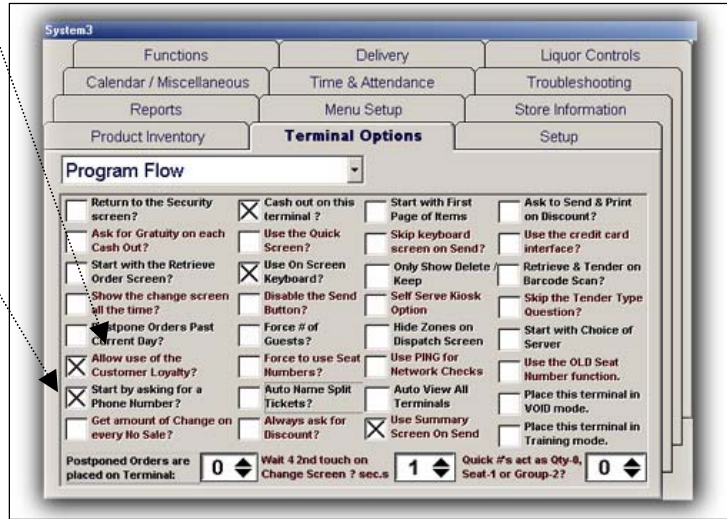 System3
Functions Delivery Liquor Controls
Calendar / Miscellaneous Time & Attendance Troubleshooting
Reports Menu Setup Store Information
Product Inventory Terminal Options Setup
Program Flow
Return to the Security
screen?
Cash out on this
terminal ?
Start with First
Page of Items
Ask to Send & Print
on Discount?
Ask for Gratuity on each
Cash Out?
Use the Quick
Screen?
Skip keyboard
screen on Send?
Use the credit card
interface?
Start with the Retrieve
Order Screen?
Use On Screen
Keyboard?
Only Show Delete /
Keep
Retrieve & Tender on
Barcode Scan?
Show the change screen
all the time?
Disable the Send
Button?
Self Serve Kiosk
Option
Skip the Tender Type
Question?
Postpone Orders Past
Current Day?
Force # of
Guests?
Hide Zones on
Dispatch Screen
Start with Choice of
Server
Allow use of the
Customer Loyalty?
Force to use Seat
Numbers?
Use PING for
Network Checks
Use the OLD Seat
Number function.
Start by asking for a
Phone Number?
Auto Name Split
Tickets?
Auto View All
Terminals
Place this terminal in
VOID mode.
Get amount of Change on
every No Sale?
Always ask for
Discount?
Use Summary
Screen On Send
Place this terminal in
Training mode.
Postponed Orders are
placed on Terminal:
0
Wait 4 2nd touch on
Change Screen ? sec.s
1
Quick #'s act as Qty-0,
Seat-1 or Group-2?
0